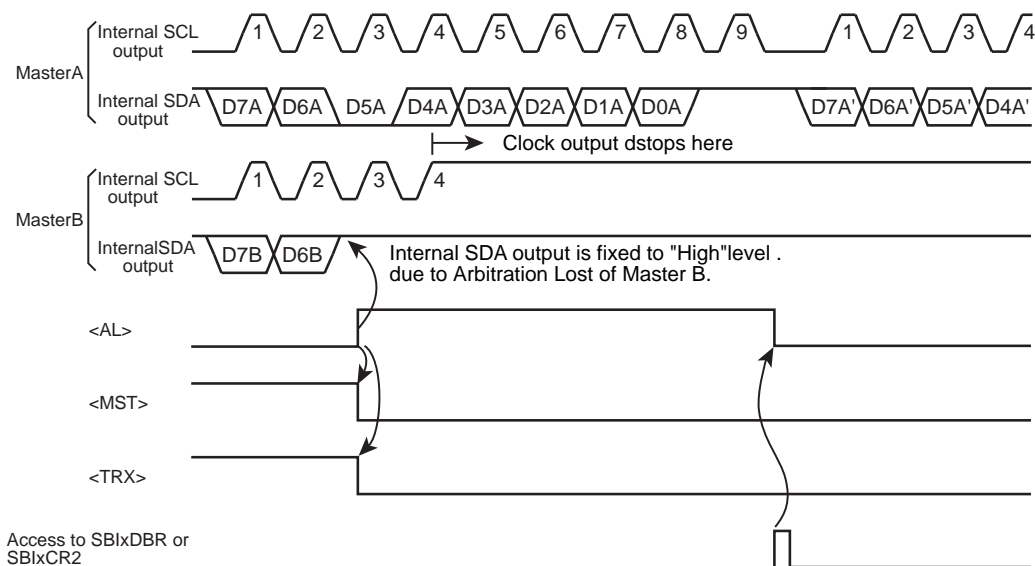 Internal SCL
output
1 2 3 4 5 6 7 8 9 1 2 3 4
MasterA
Internal SDA
output
D7A D6A D5A D4A D3A D2A D1A D0A D7A' D6A' D5A' D4A'
Clock output dstops here
Internal SCL
output
1 2 3 4
MasterB
InternalSDA
output
D7B D6B
Internal SDA output is fixed to "High"level .
due to Arbitration Lost of Master B.
<AL>
<MST>
<TRX>
Access to SBIxDBR or
SBIxCR2